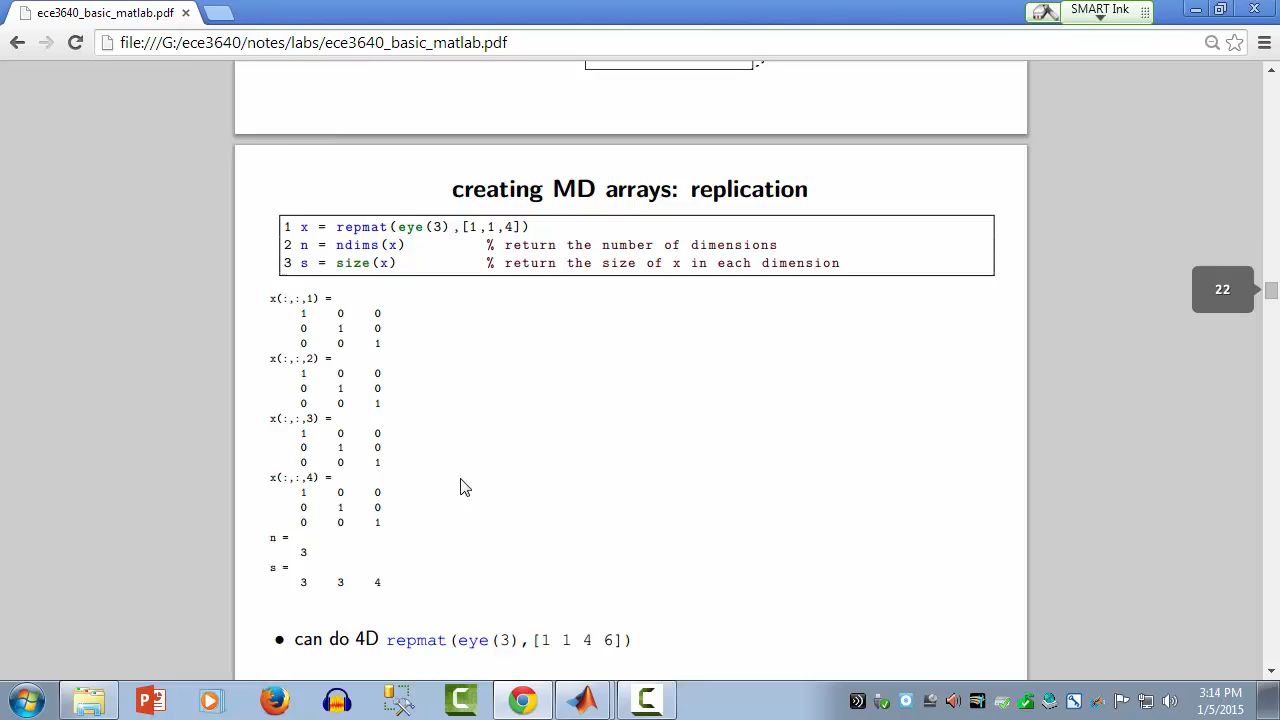 ece3640_basic_matlab.pdf
SMART Ink
file:///G:/ece3640/notes/labs/ece3640_basic_matlab.pdf
creating MD arrays: replication
1 x = repmat(eye(3),[1,1,4])
2 n = ndims(x) % return the number of dimensions
3 s = size(x) % return the size of x in each dimension
22
x(:,:,1) =
1 0 0
0 1 0
0 0 1
x(:,:,2) =
1 0 0
0 1 0
0 0 1
x(:,:,3) =
1 0 0
0 1 0
0 0 1
x(:,:,4) =
1 0 0
0 1 0
0 0 1
n =
3
s =
3 3 4
• can do 4D repmat(eye(3),[1 1 4 6])
3:14 PM
1/5/2015